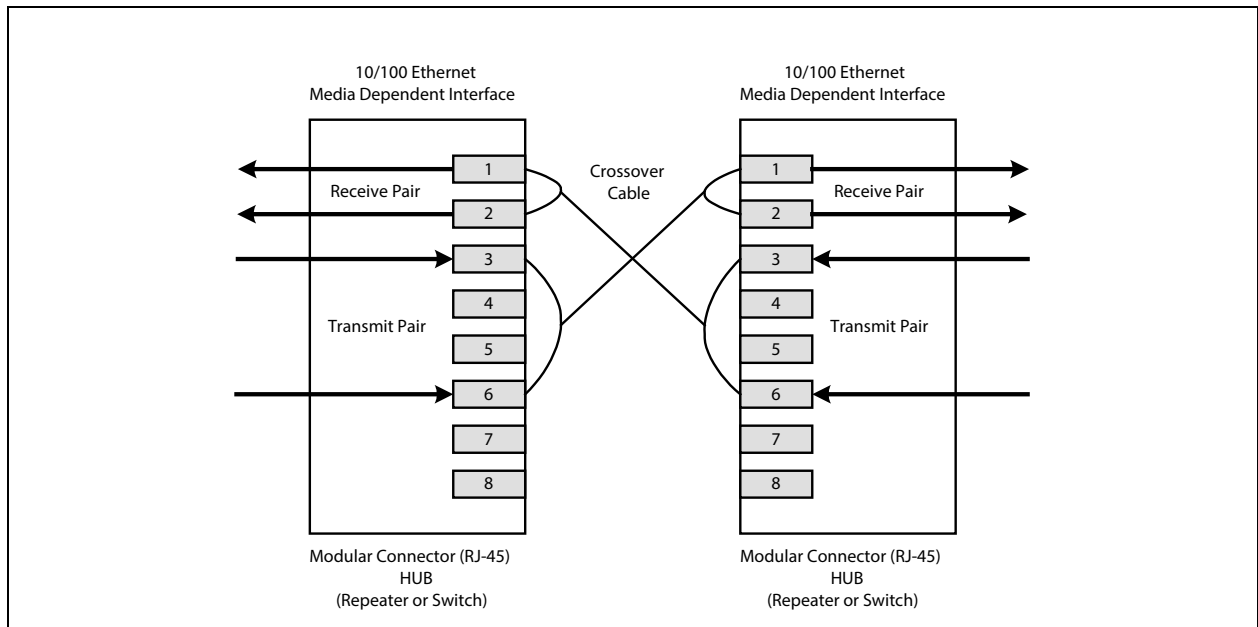 10/100 Ethernet
Media Dependent Interface
10/100 Ethernet
Media Dependent Interface
1
Receive Pair
2
3
4
Transmit Pair
5
6
7
8
Crossover
Cable
1
Receive Pair
2
3
4
Transmit Pair
5
6
7
8
Modular Connector (RJ-45)
HUB
(Repeater or Switch)
Modular Connector (RJ-45)
HUB
(Repeater or Switch)